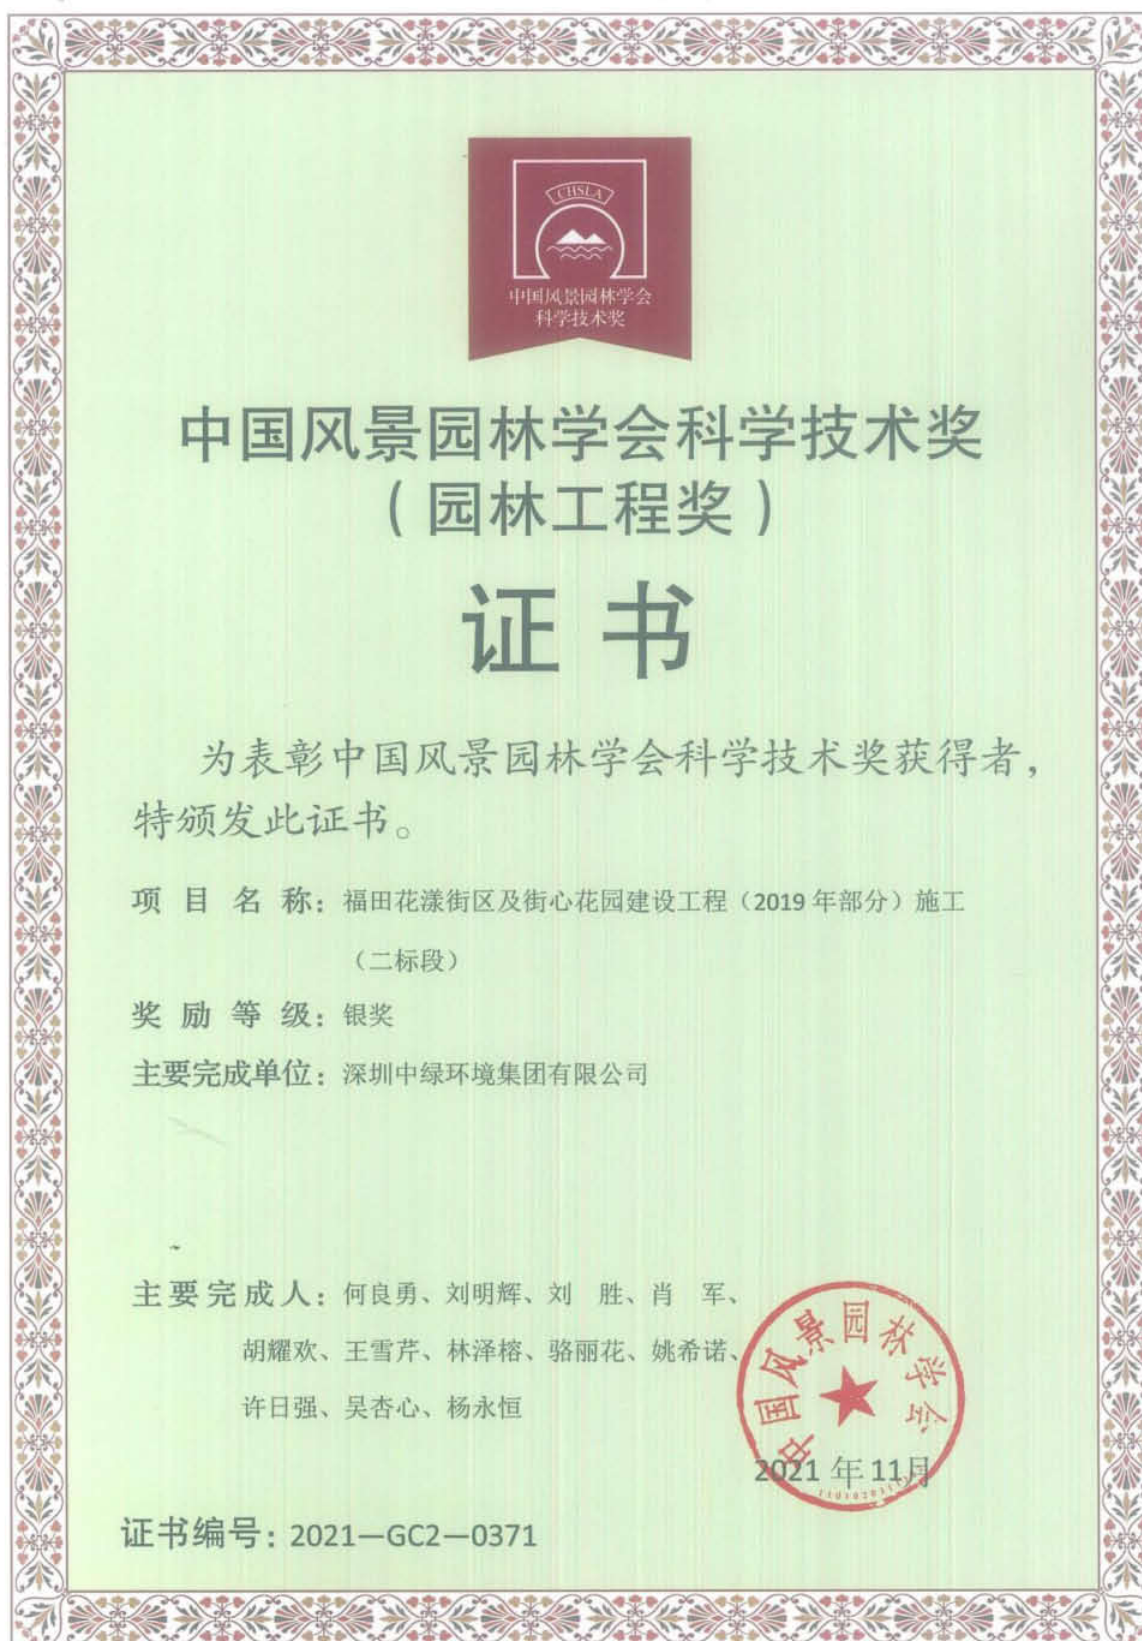 CHSLA
中国风景园林学会
科学技术奖
中国风景园林学会科学技术奖
（园林工程奖）
证书
为表彰中国风景园林学会科学技术奖获得者，
特颁发此证书。
项目名称：福田花漾街区及街心花园建设工程（2019年部分）施工
（二标段）
奖励等级：银奖
主要完成单位：深圳中绿环境集团有限公司
主要完成人：何良勇、刘明辉、刘 胜、肖 军、
胡耀欢、王雪芹、林泽榕、骆丽花、姚希诺、
许日强、吴杏心、杨永恒
中国风景园林学会
2021年11月
证书编号：2021—GC2—0371